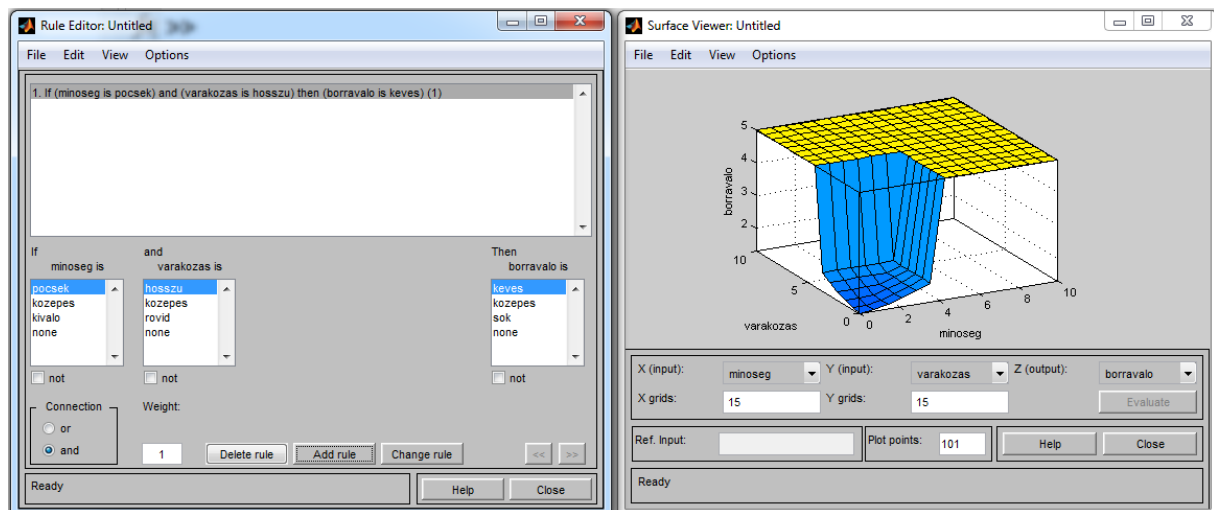 Rule Editor: Untitled
File Edit View Options
1. If (minoseg is pocsek) and (varakozas is hosszu) then (borravalo is keves) (1)
If and Then
minoseg is varakozas is borravalo is
pocsek hosszu keves
kozepes kozepes kozepes
kivalo rovid sok
none none none
not not not
Connection Weight:
or
and 1 Delete rule Add rule Change rule << >>
Ready Help Close
Surface Viewer: Untitled
File Edit View Options
5
4
3
2
borravalo
10
5
0
varakozas
0 2 4 6 8 10
minoseg
X (input): minoseg Y (input): varakozas Z (output): borravalo
X grids: 15 Y grids: 15 Evaluate
Ref. Input: Plot points: 101 Help Close
Ready